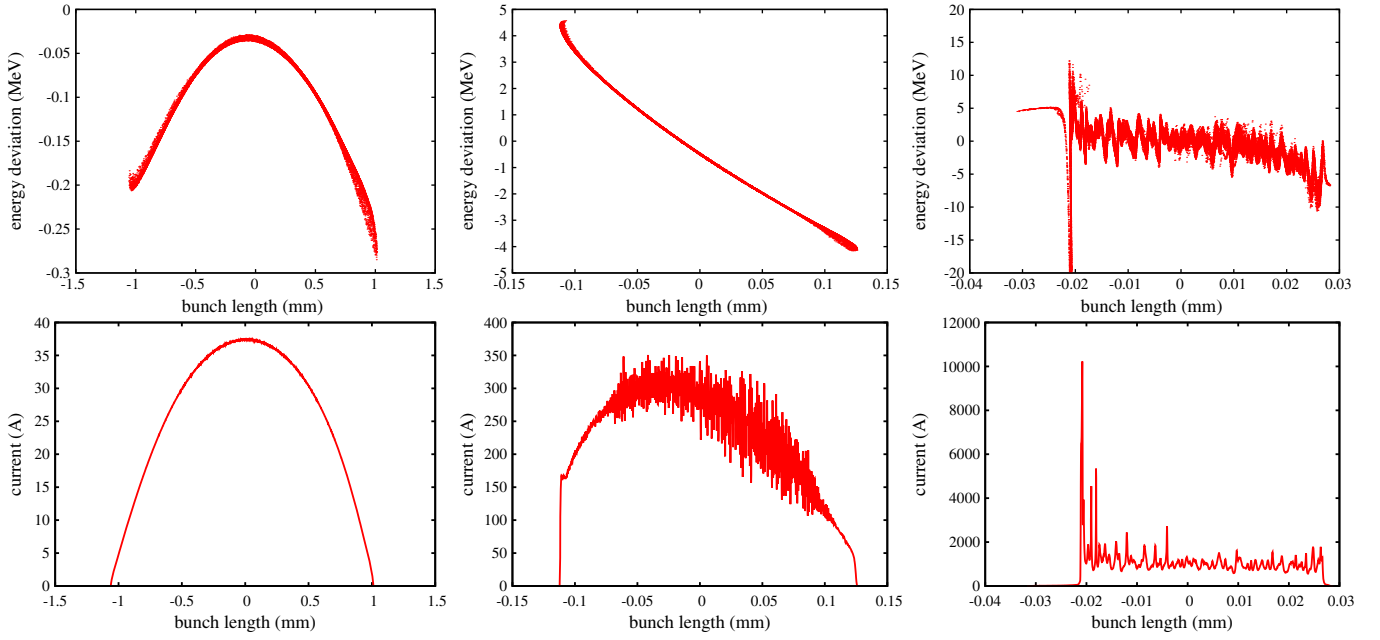 energy deviation (MeV)
0
-0.05
-0.1
-0.15
-0.2
-0.25
-0.3
-1.5 -1 -0.5 0 0.5 1 1.5
bunch length (mm)
energy deviation (MeV)
5
4
3
2
1
0
-1
-2
-3
-4
5
-0.15 -0.1 -0.05 0 0.05 0.1 0.15
bunch length (mm)
energy deviation (MeV)
20
15
10
5
0
-5
-10
-15
-20
-0.04 -0.03 -0.02 -0.01 0 0.01 0.02 0.03
bunch length (mm)
current (A)
40
35
30
25
20
15
10
5
0
-1.5 -1 -0.5 0 0.5 1 1.5
bunch length (mm)
current (A)
400
350
300
250
200
150
100
50
0
-0.15 -0.1 -0.05 0 0.05 0.1 0.15
bunch length (mm)
current (A)
12000
10000
8000
6000
4000
2000
0
-0.04 -0.03 -0.02 -0.01 0 0.01 0.02 0.03
bunch length (mm)